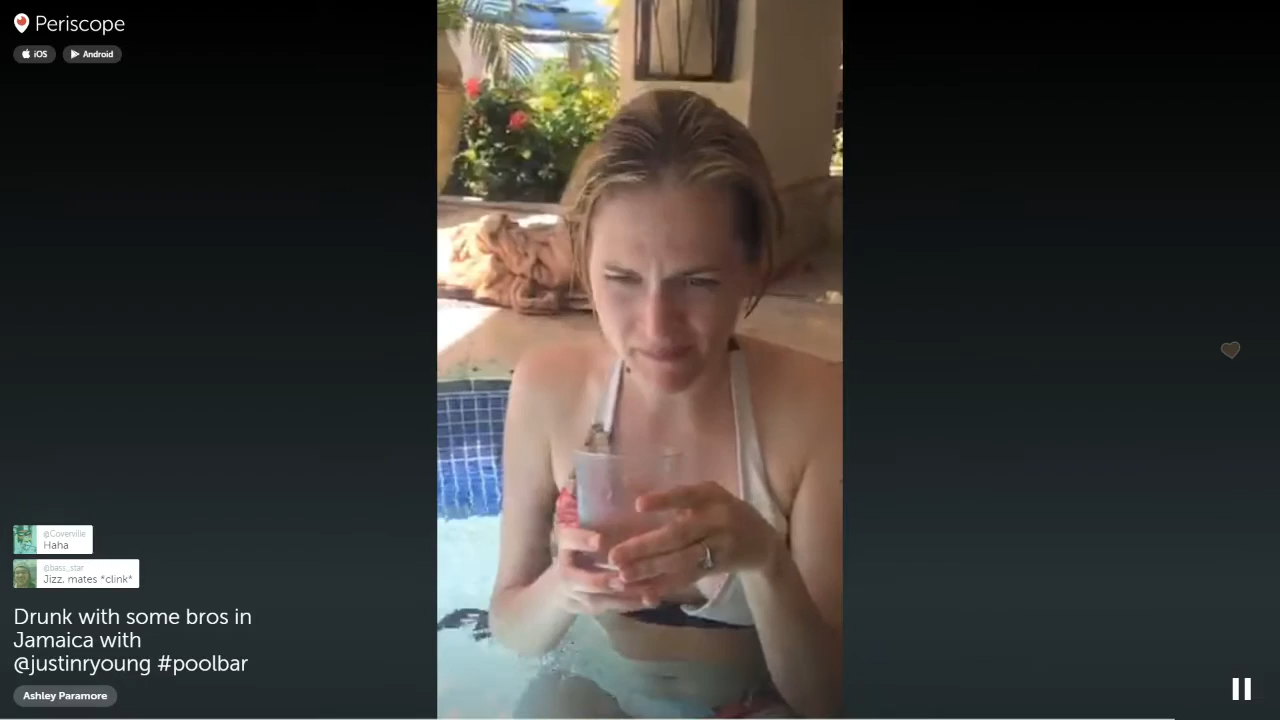 Periscope
iOS
Android
@Coverville
Haha
@bass_star
Jizz, mates *clink*
Drunk with some bros in
Jamaica with
@justinryoung #poolbar
Ashley Paramore